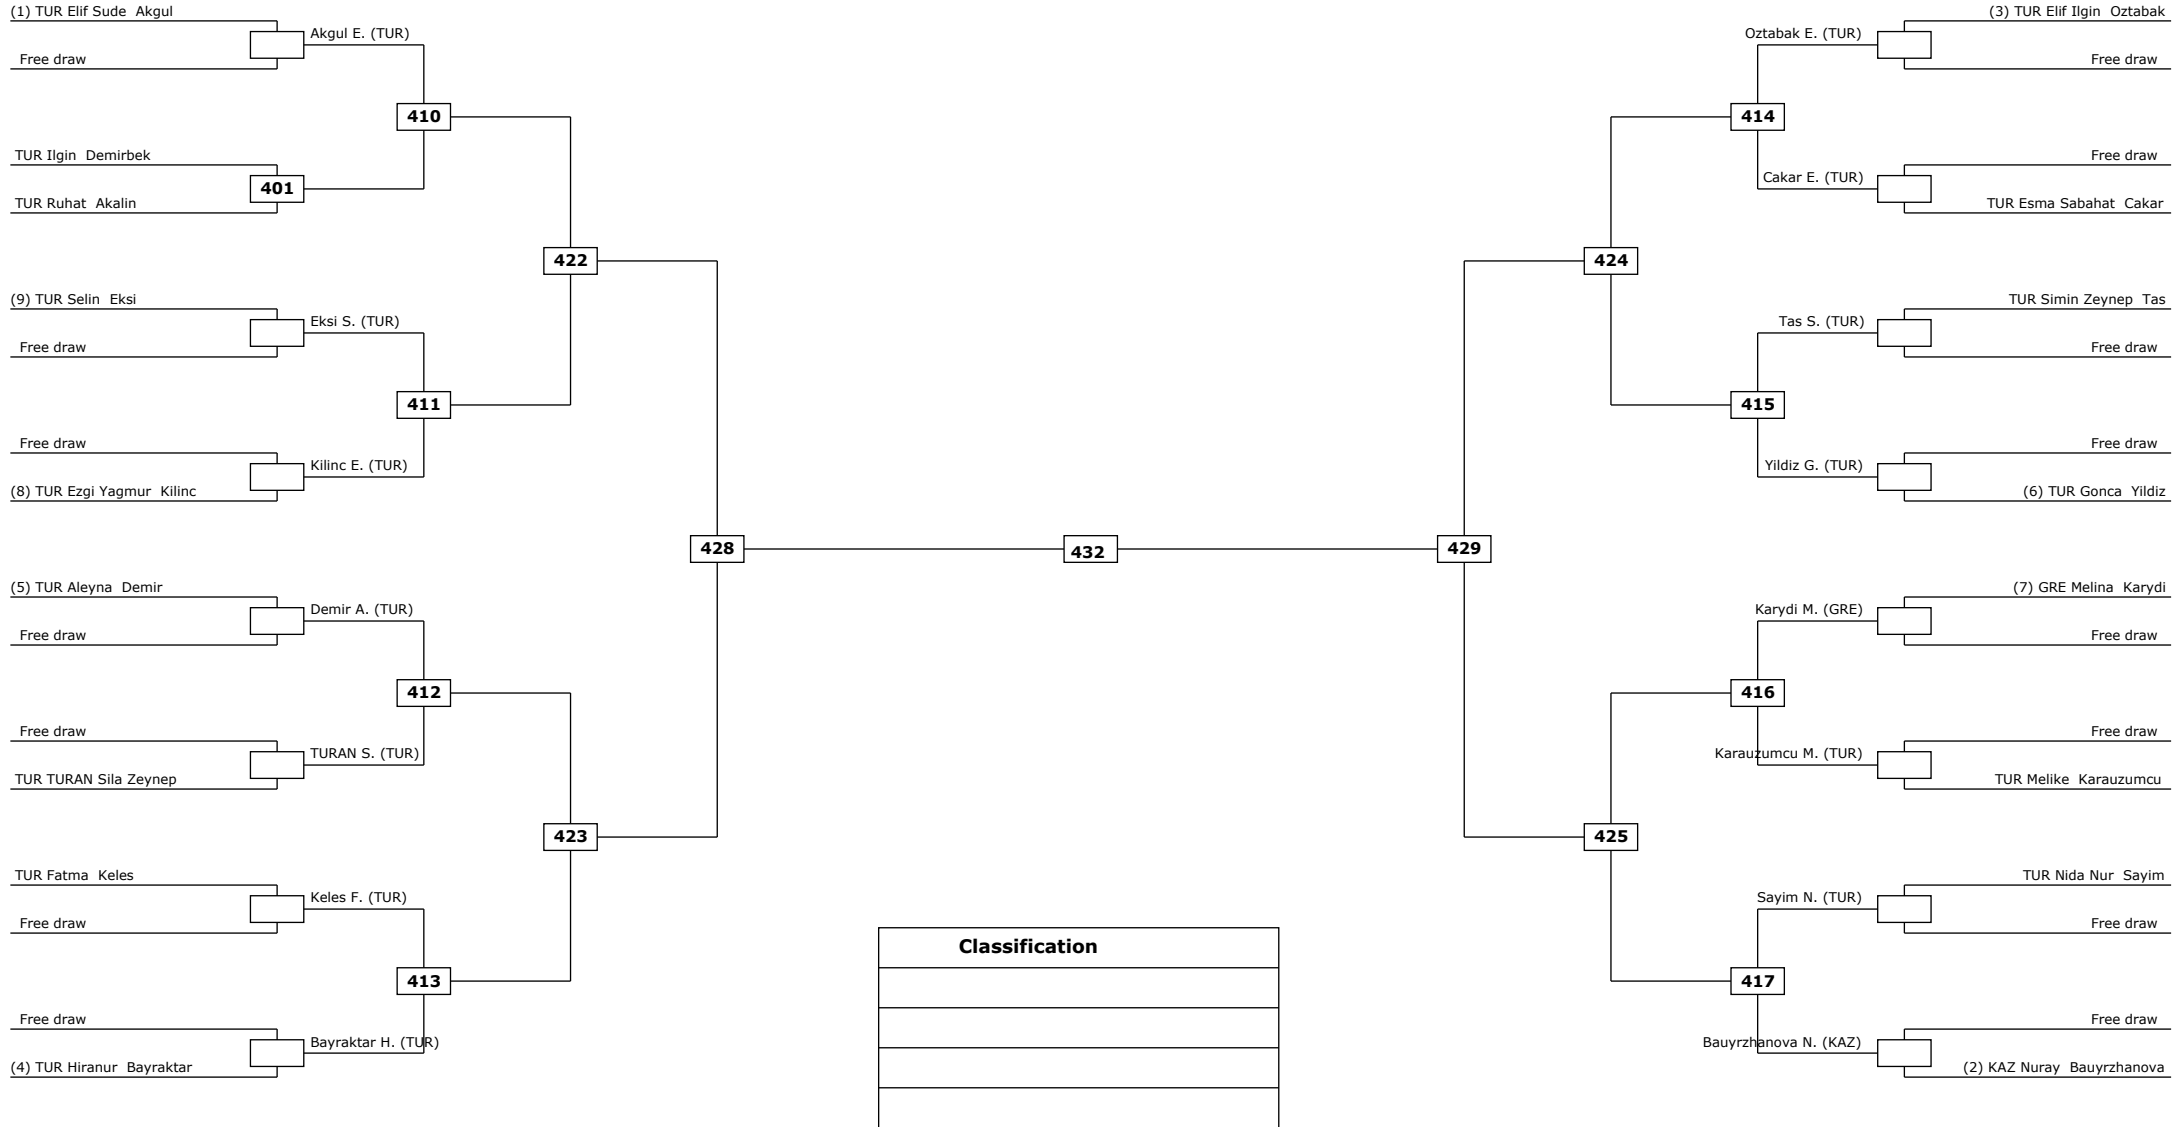 (1) TUR Elif Sude Akgul
Akgul E. (TUR)
Free draw
410
TUR Ilgin Demirbek
401
TUR Ruhat Akalin
422
(9) TUR Selin Eksi
Eksi S. (TUR)
Free draw
411
Free draw
Kilinc E. (TUR)
(8) TUR Ezgi Yagmur Kilinc
428
(5) TUR Aleyna Demir
Demir A. (TUR)
Free draw
412
Free draw
TURAN S. (TUR)
TUR TURAN Sila Zeynep
423
TUR Fatma Keles
Keles F. (TUR)
Free draw
413
Free draw
Bayraktar H. (TUR)
(4) TUR Hiranur Bayraktar
432
Classification
(3) TUR Elif Ilgin Oztabak
Oztabak E. (TUR)
Free draw
414
Free draw
Cakar E. (TUR)
TUR Esma Sabahat Cakar
424
TUR Simin Zeynep Tas
Tas S. (TUR)
Free draw
415
Free draw
Yildiz G. (TUR)
(6) TUR Gonca Yildiz
429
(7) GRE Melina Karydi
Karydi M. (GRE)
Free draw
416
Free draw
Karauzumcu M. (TUR)
TUR Melike Karauzumcu
425
TUR Nida Nur Sayim
Sayim N. (TUR)
Free draw
417
Free draw
Bauyrzhanova N. (KAZ)
(2) KAZ Nuray Bauyrzhanova